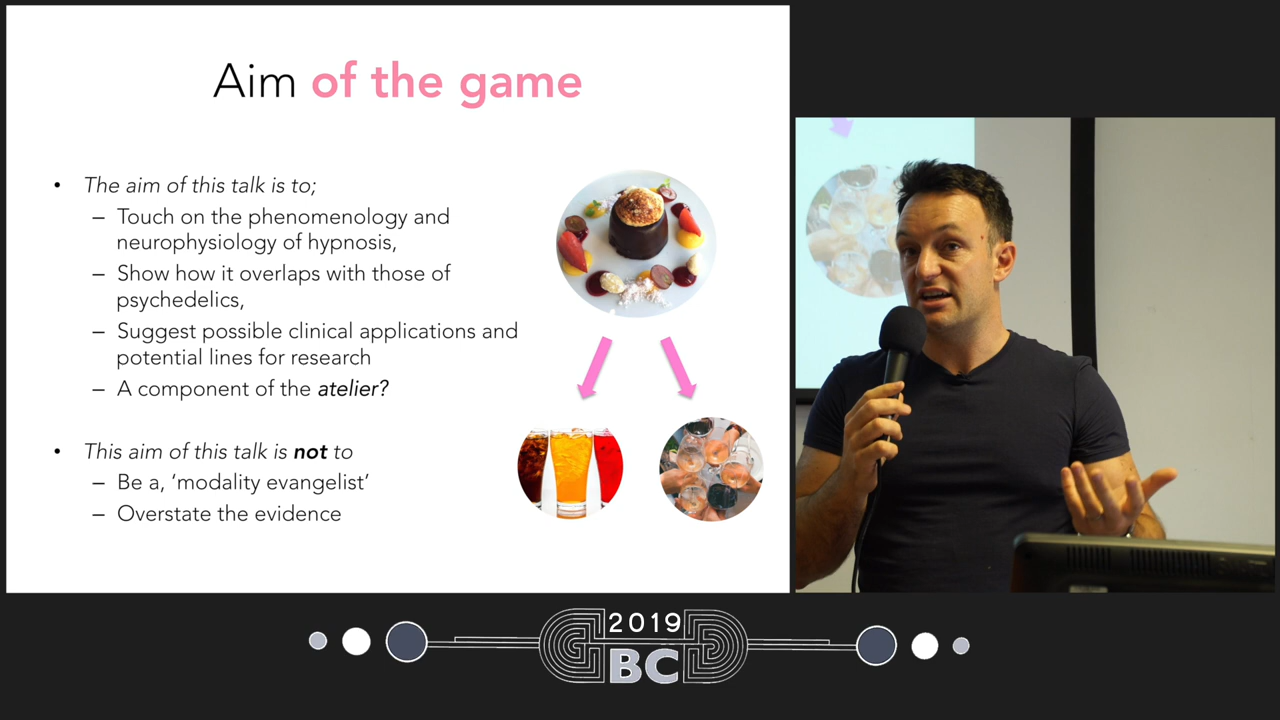 Aim of the game
• The aim of this talk is to;
– Touch on the phenomenology and
neurophysiology of hypnosis,
– Show how it overlaps with those of
psychedelics,
– Suggest possible clinical applications and
potential lines for research
– A component of the atelier?
• This aim of this talk is not to
– Be a, ‘modality evangelist’
– Overstate the evidence
2019
BC